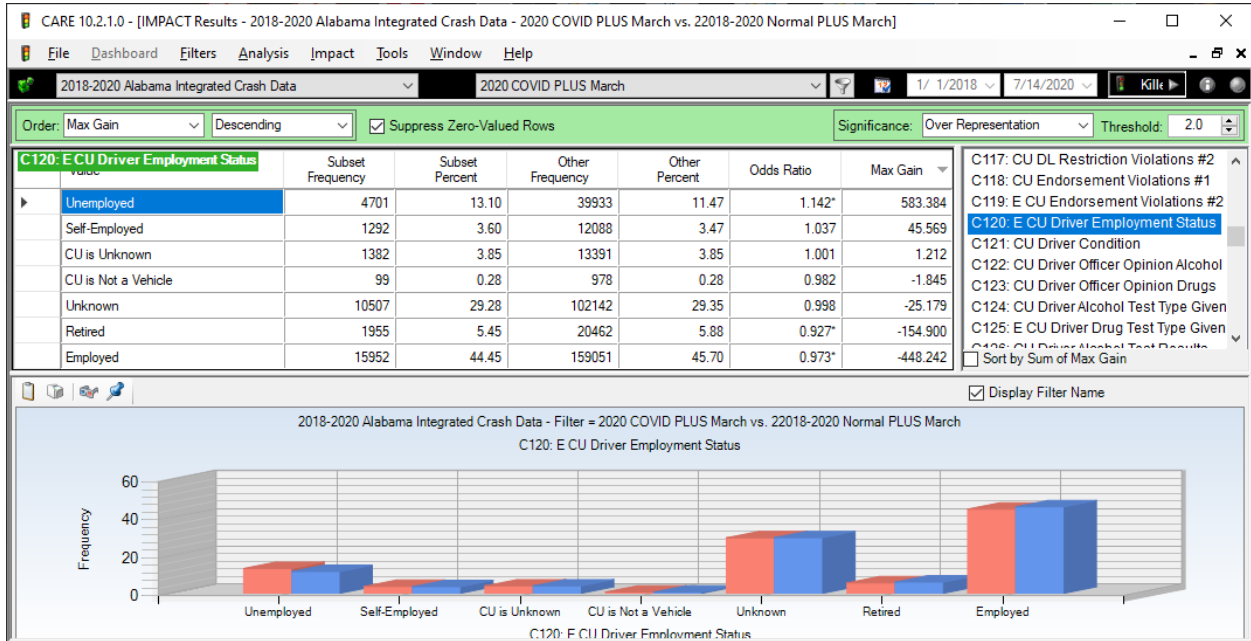 CARE 10.2.1.0 - [IMPACT Results - 2018-2020 Alabama Integrated Crash Data - 2020 COVID PLUS March vs. 22018-2020 Normal PLUS March]
File Dashboard Filters Analysis Impact Tools Window Help
2018-2020 Alabama Integrated Crash Data 2020 COVID PLUS March 1/ 1/2018 7/14/2020 Kille
Order: Max Gain Descending Suppress Zero-Valued Rows Significance: Over Representation Threshold: 2.0
C120: E CU Driver Employment Status Subset Frequency Subset Percent Other Frequency Other Percent Odds Ratio Max Gain
Unemployed 4701 13.10 39933 11.47 1.142* 583.384
Self-Employed 1292 3.60 12088 3.47 1.037 45.569
CU is Unknown 1382 3.85 13391 3.85 1.001 1.212
CU is Not a Vehicle 99 0.28 978 0.28 0.982 -1.845
Unknown 10507 29.28 102142 29.35 0.998 -25.179
Retired 1955 5.45 20462 5.88 0.927* -154.900
Employed 15952 44.45 159051 45.70 0.973* -448.242
C117: CU DL Restriction Violations #2
C118: CU Endorsement Violations #1
C119: E CU Endorsement Violations #2
C120: E CU Driver Employment Status
C121: CU Driver Condition
C122: CU Driver Officer Opinion Alcohol
C123: CU Driver Officer Opinion Drugs
C124: CU Driver Alcohol Test Type Given
C125: E CU Driver Drug Test Type Given
Sort by Sum of Max Gain
Display Filter Name
2018-2020 Alabama Integrated Crash Data - Filter = 2020 COVID PLUS March vs. 22018-2020 Normal PLUS March
C120: E CU Driver Employment Status
Frequency
60
40
20
0
Unemployed Self-Employed CU is Unknown CU is Not a Vehicle Unknown Retired Employed
C120: E CU Driver Employment Status